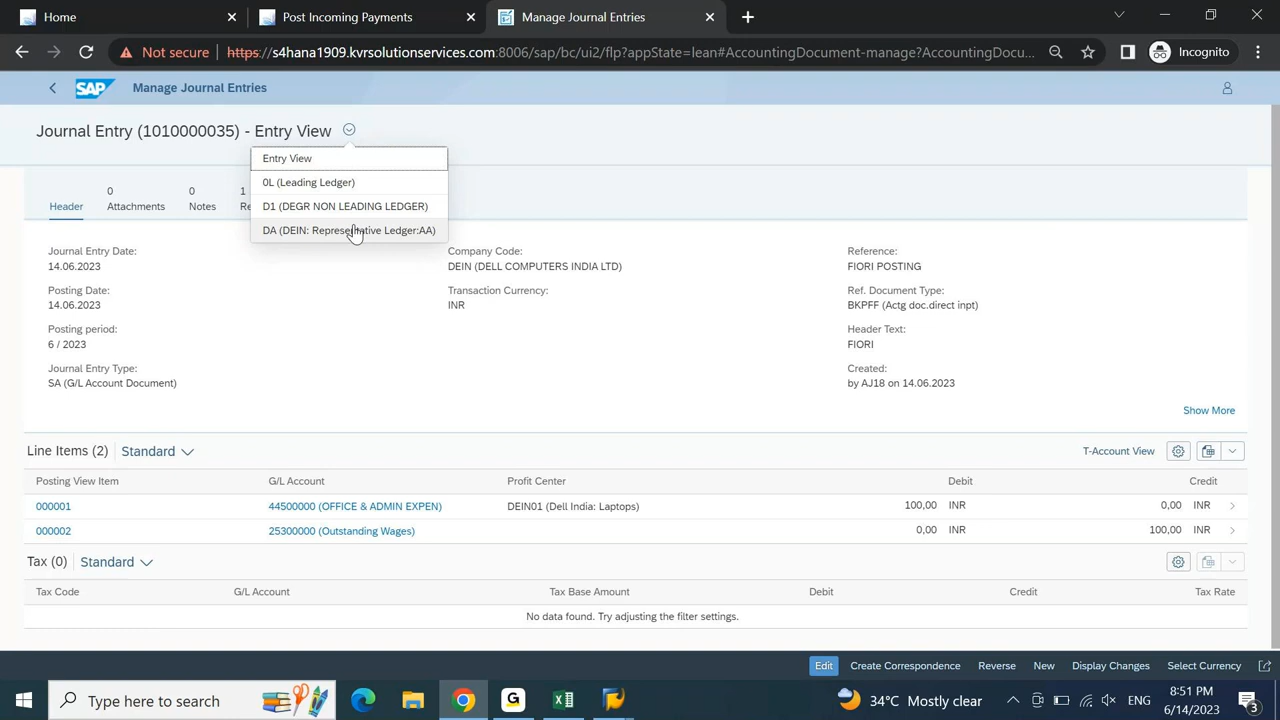 Home
Post Incoming Payments
Manage Journal Entries
Not secure
https://s4hana1909.kvrsolutionservices.com:8006/sap/bc/ui2/flp?appState=lean#AccountingDocument-manage?AccountingDocu...
Incognito
SAP
Manage Journal Entries
Journal Entry (1010000035) - Entry View
Entry View
0L (Leading Ledger)
D1 (DEGR NON LEADING LEDGER)
DA (DEIN: Representative Ledger:AA)
Header
0
Attachments
0
Notes
1
Re
Journal Entry Date:
14.06.2023
Posting Date:
14.06.2023
Posting period:
6 / 2023
Journal Entry Type:
SA (G/L Account Document)
Company Code:
DEIN (DELL COMPUTERS INDIA LTD)
Transaction Currency:
INR
Reference:
FIORI POSTING
Ref. Document Type:
BKPFF (Actg doc.direct inpt)
Header Text:
FIORI
Created:
by AJ18 on 14.06.2023
Show More
Line Items (2) Standard
T-Account View
Posting View Item G/L Account Profit Center Debit Credit
000001 44500000 (OFFICE & ADMIN EXPEN) DEIN01 (Dell India: Laptops) 100,00 INR 0,00 INR
000002 25300000 (Outstanding Wages) 0,00 INR 100,00 INR
Tax (0) Standard
Tax Code G/L Account Tax Base Amount Debit Credit Tax Rate
No data found. Try adjusting the filter settings.
Edit Create Correspondence Reverse New Display Changes Select Currency
Type here to search
34°C Mostly clear
ENG
8:51 PM
6/14/2023
3